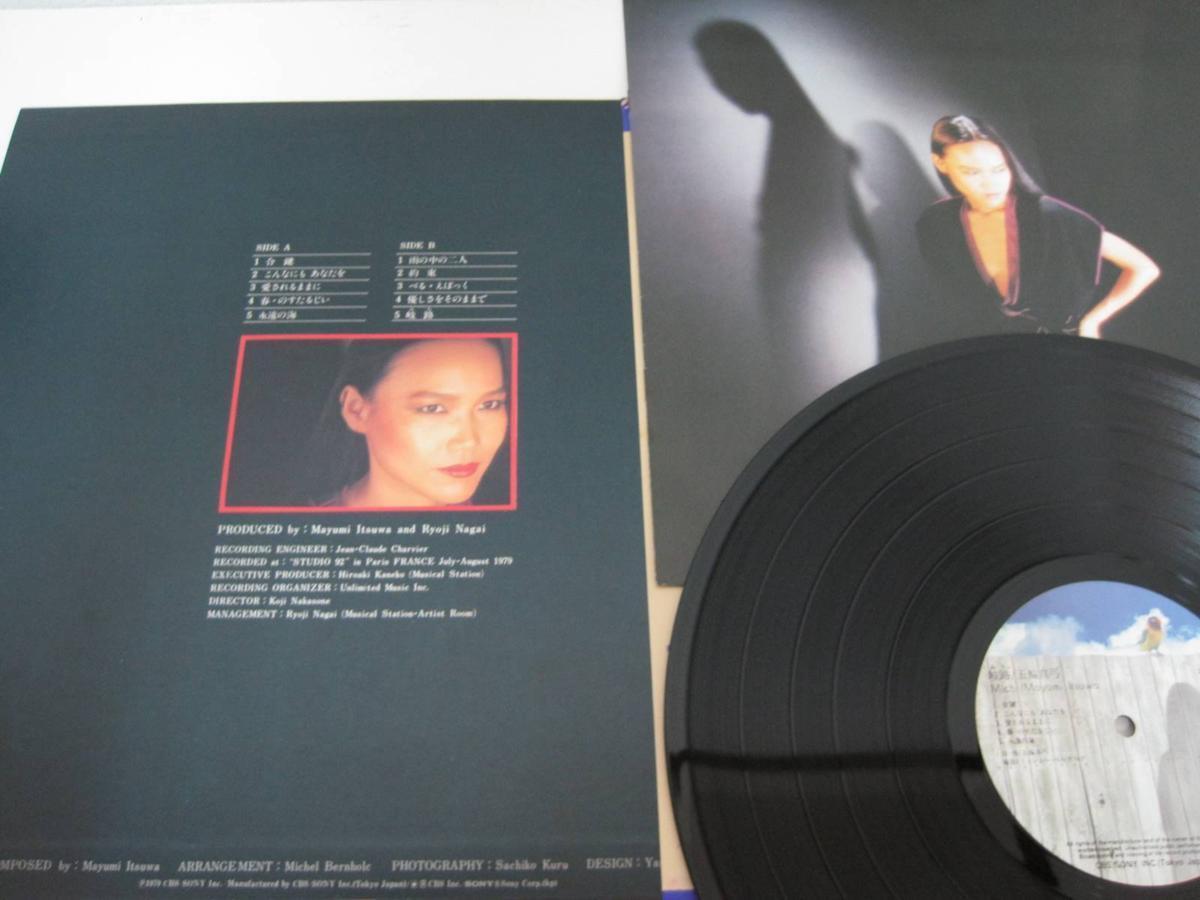 SIDE A
1 合鍵
2 こんなにも あなたを
3 愛されるままに
4 春・のすたるじい
5 永遠の海
SIDE B
1 雨の中の二人
2 約束
3 べる・えぽっく
4 優しさをそのままで
5 岐路
PRODUCED by : Mayumi Itsuwa and Ryoji Nagai
RECORDING ENGINEER : Jean-Claude Charvier
RECORDED at : "STUDIO 92" in Paris FRANCE July-August 1979
EXECUTIVE PRODUCER : Hiroaki Kaneko (Musical Station)
RECORDING ORGANIZER : Unlimited Music Inc.
DIRECTOR : Koji Nakasone
MANAGEMENT : Ryoji Nagai (Musical Station-Artist Room)
MPOSED by : Mayumi Itsuwa ARRANGEMENT : Michel Bernholc PHOTOGRAPHY : Sachiko Kuru DESIGN : Ya
Ⓟ1979 CBS SONY Inc. Manufactured by CBS SONY Inc. (Tokyo Japan)
Mayumi Itsuwa
CBS/SONY INC. (Tokyo Ja